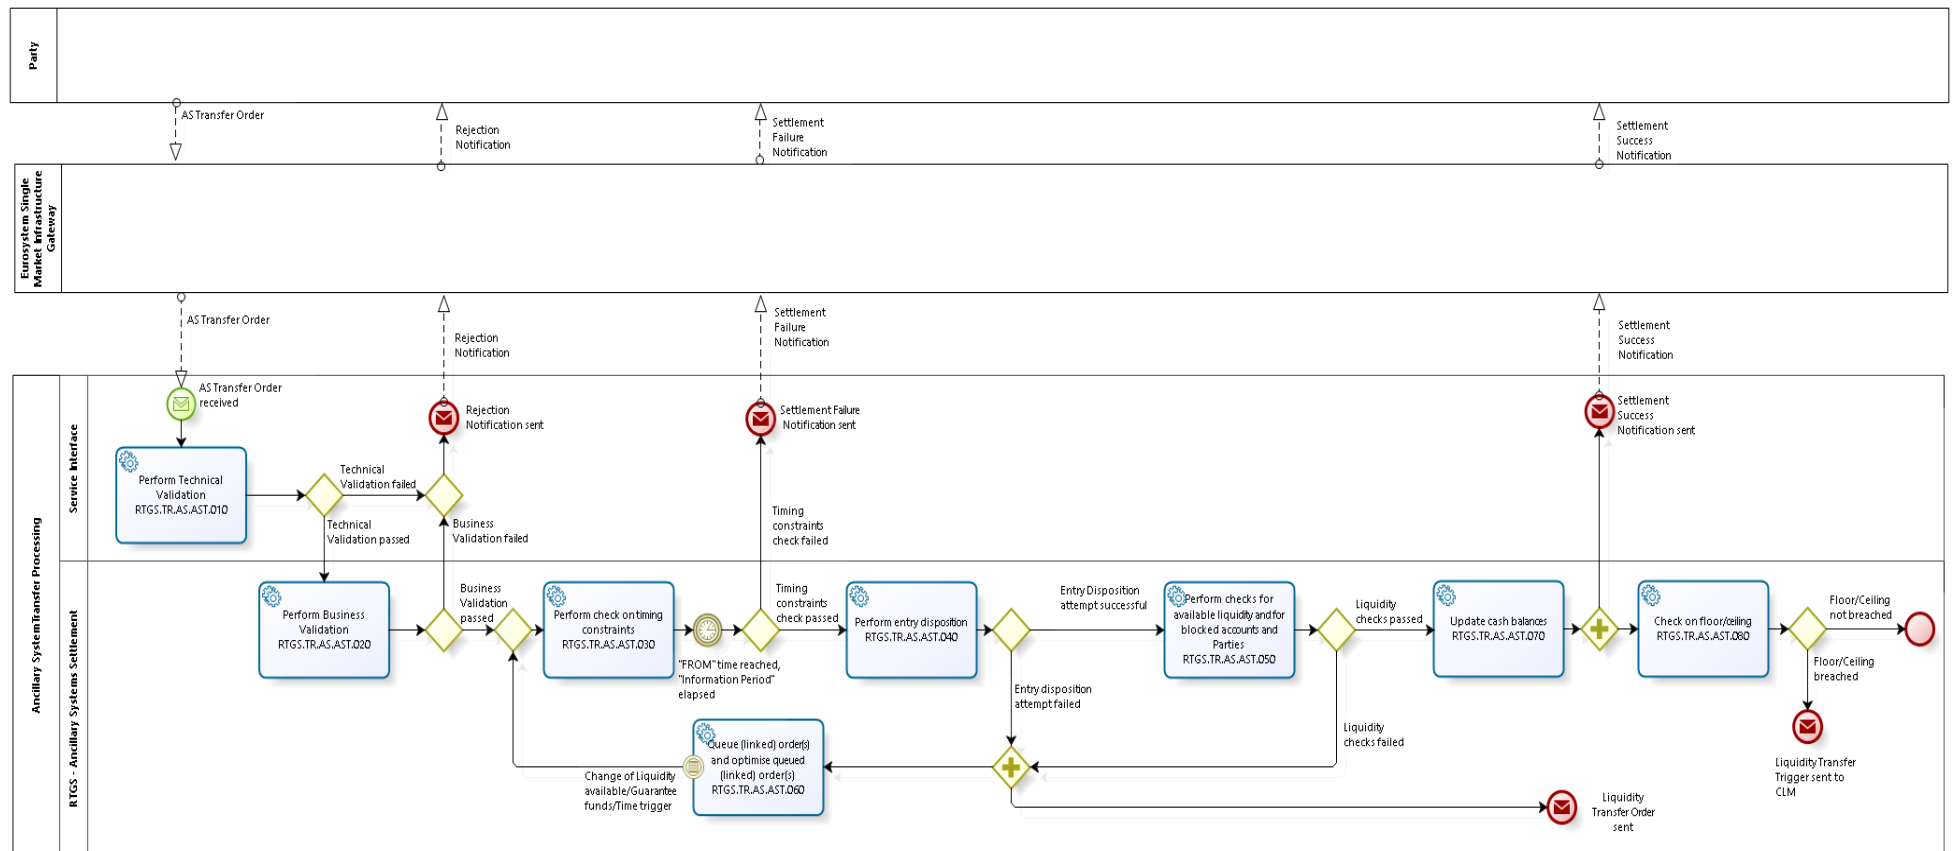 Party
AS Transfer Order
Rejection
Notification
Settlement
Failure
Notification
Settlement
Success
Notification
Eurosystem Single
Market Infrastructure
Gateway
AS Transfer Order
Rejection
Notification
Settlement
Failure
Notification
Settlement
Success
Notification
Ancillary System Transfer Processing
Service Interface
AS Transfer Order
received
Rejection
Notification sent
Settlement Failure
Notification sent
Settlement
Success
Notification sent
Perform Technical
Validation
RTGS.TR.AS.AST.010
Technical
Validation failed
Technical
Validation passed
Business
Validation failed
Timing
constraints
check failed
RTGS - Ancillary Systems Settlement
Perform Business
Validation
RTGS.TR.AS.AST.020
Business
Validation
passed
Perform check on timing
constraints
RTGS.TR.AS.AST.030
"FROM" time reached,
"Information Period"
elapsed
Timing
constraints
check passed
Perform entry disposition
RTGS.TR.AS.AST.040
Entry Disposition
attempt successful
Entry disposition
attempt failed
Perform checks for
available liquidity and for
blocked accounts and
Parties
RTGS.TR.AS.AST.050
Liquidity
checks passed
Liquidity
checks failed
Update cash balances
RTGS.TR.AS.AST.070
Check on floor/ceiling
RTGS.TR.AS.AST.080
Floor/Ceiling
not breached
Floor/Ceiling
breached
Liquidity Transfer
Trigger sent to
CLM
Queue (linked) order(s)
and optimise queued
(linked) order(s)
RTGS.TR.AS.AST.060
Change of Liquidity
available/Guarantee
funds/Time trigger
Liquidity
Transfer Order
sent